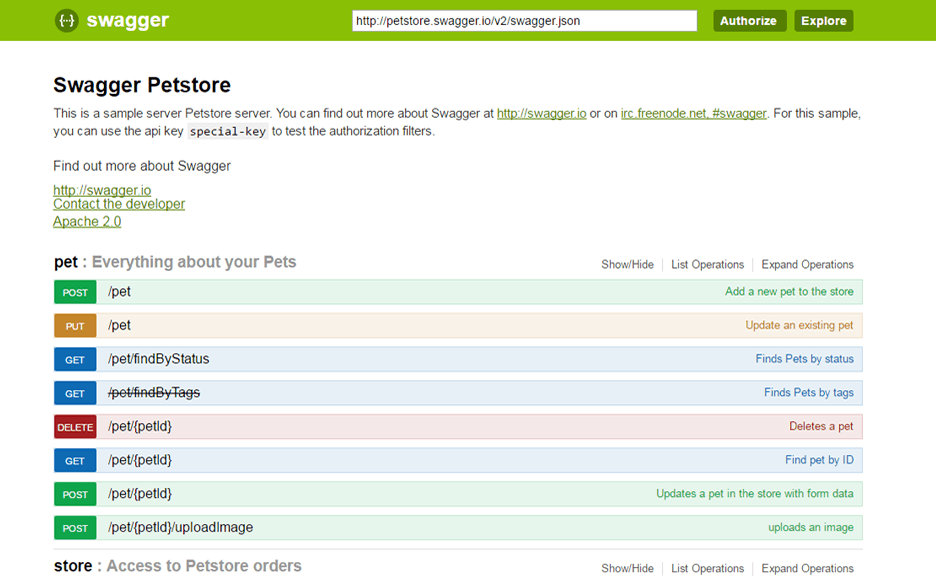 {··} swagger http://petstore.swagger.io/v2/swagger.json Authorize Explore
Swagger Petstore
This is a sample server Petstore server. You can find out more about Swagger at http://swagger.io or on irc.freenode.net, #swagger. For this sample,
you can use the api key special-key to test the authorization filters.
Find out more about Swagger
http://swagger.io
Contact the developer
Apache 2.0
pet : Everything about your Pets Show/Hide List Operations Expand Operations
POST /pet Add a new pet to the store
PUT /pet Update an existing pet
GET /pet/findByStatus Finds Pets by status
GET /pet/findByTags Finds Pets by tags
DELETE /pet/{petId} Deletes a pet
GET /pet/{petId} Find pet by ID
POST /pet/{petId} Updates a pet in the store with form data
POST /pet/{petId}/uploadImage uploads an image
store : Access to Petstore orders Show/Hide List Operations Expand Operations